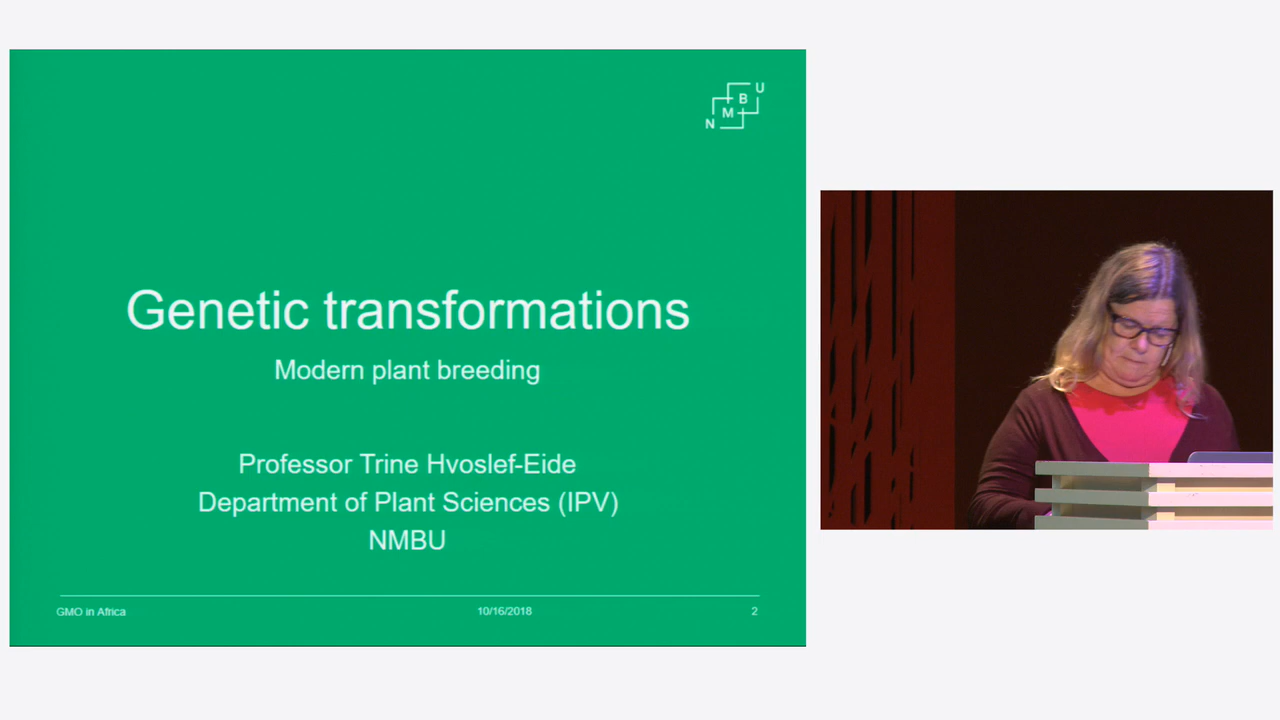 N M B U
Genetic transformations
Modern plant breeding
Professor Trine Hvoslef-Eide
Department of Plant Sciences (IPV)
NMBU
GMO in Africa 10/16/2018 2